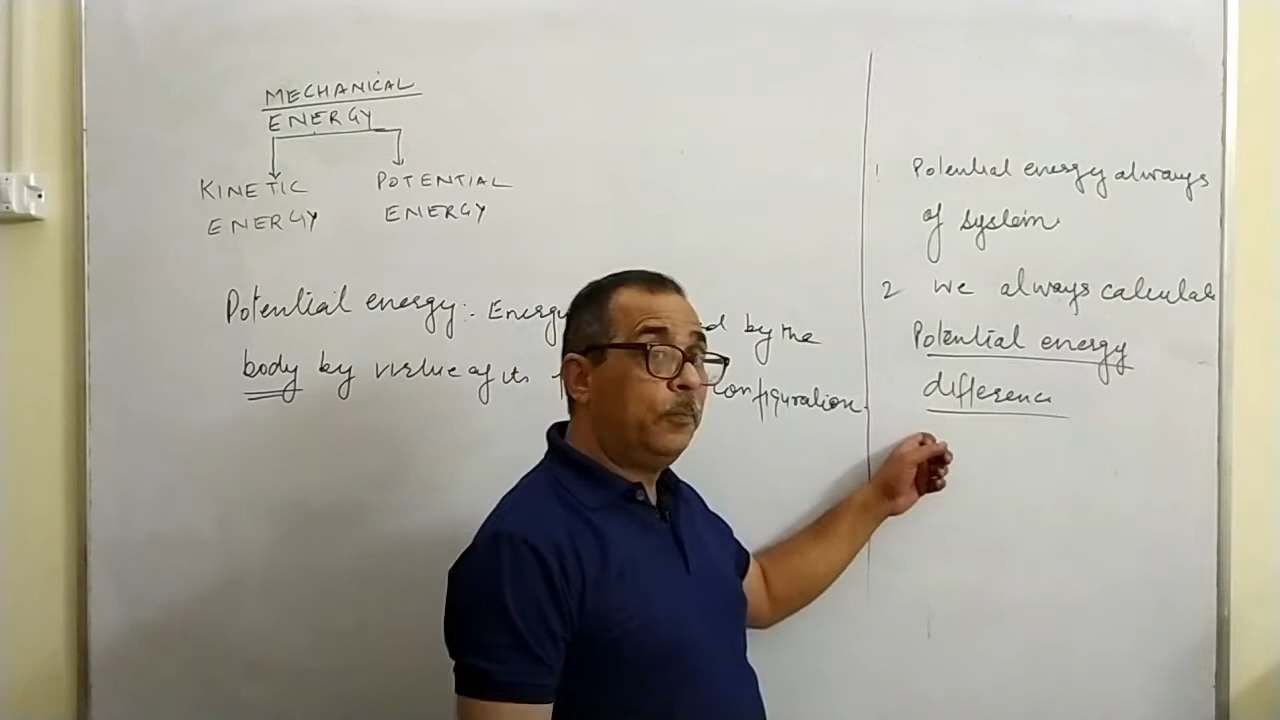 MECHANICAL
ENERGY
KINETIC
ENERGY
POTENTIAL
ENERGY
Potential energy:- by the
body by virtue of its configuration.
1 Potential energy always
of system.
2 We always calculate
Potential energy
difference